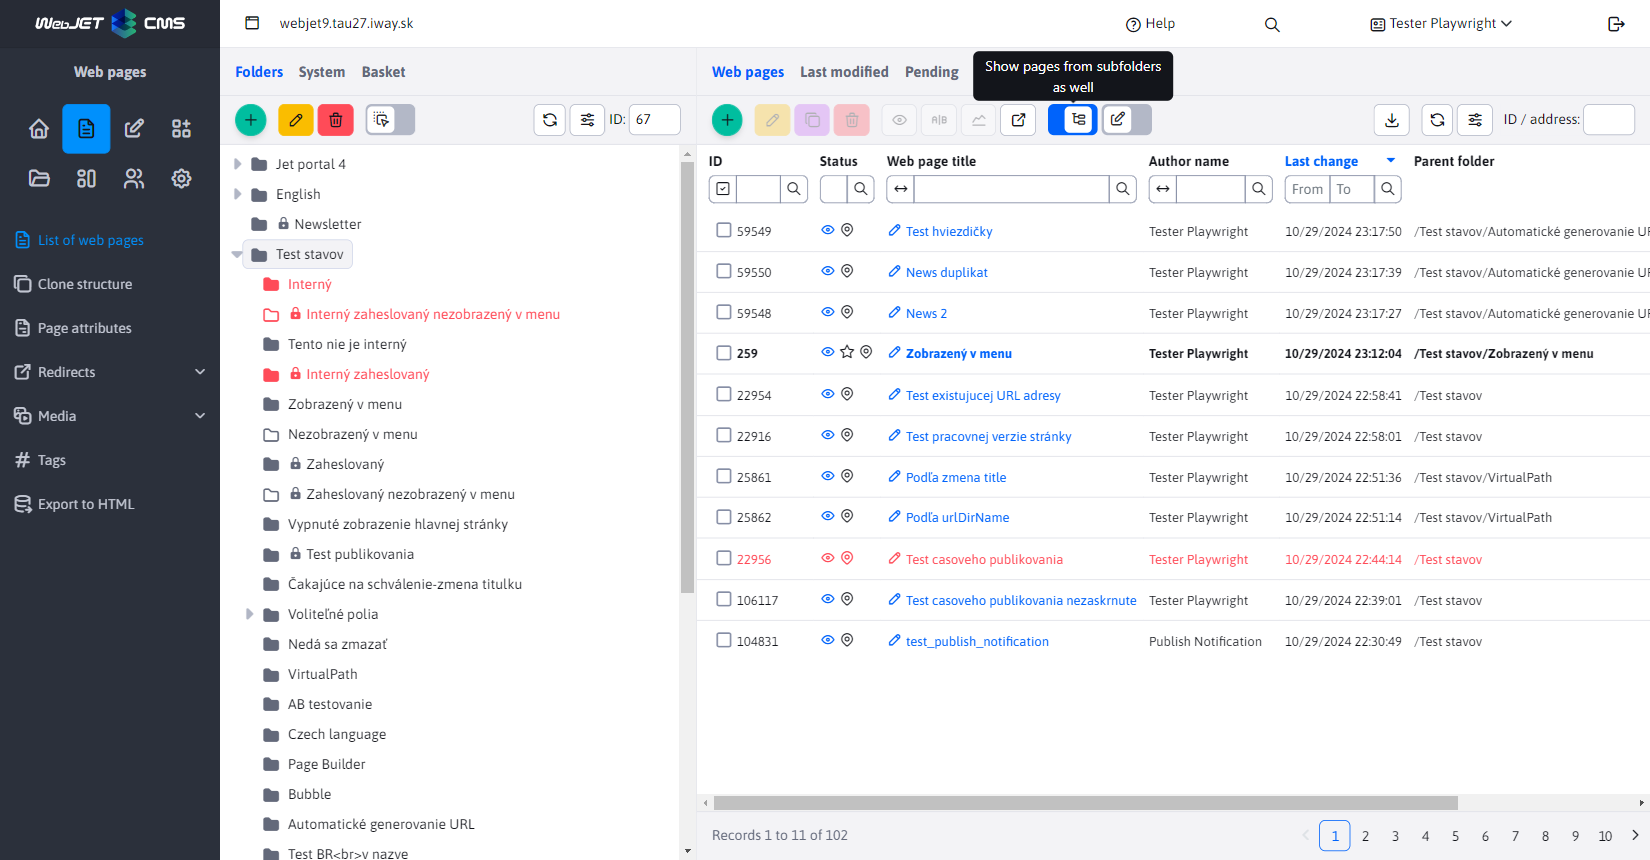 WebJET CMS
webjet9.tau27.iway.sk
Help
Tester Playwright
Web pages
Folders System Basket
Web pages Last modified Pending
Show pages from subfolders
as well
ID: 67
A|B
ID / address:
List of web pages
Clone structure
Page attributes
Redirects
Media
Tags
Export to HTML
Jet portal 4
English
Newsletter
Test stavov
Interný
Interný zaheslovaný nezobrazený v menu
Tento nie je interný
Interný zaheslovaný
Zobrazený v menu
Nezobrazený v menu
Zaheslovaný
Zaheslovaný nezobrazený v menu
Vypnuté zobrazenie hlavnej stránky
Test publikovania
Čakajúce na schválenie-zmena titulku
Voliteľné polia
Nedá sa zmazať
VirtualPath
AB testovanie
Czech language
Page Builder
Bubble
Automatické generovanie URL
Test BR<br>v nazve
ID Status Web page title Author name Last change Parent folder
From To
59549 Test hviezdičky Tester Playwright 10/29/2024 23:17:50 /Test stavov/Automatické generovanie UR
59550 News duplikat Tester Playwright 10/29/2024 23:17:39 /Test stavov/Automatické generovanie UR
59548 News 2 Tester Playwright 10/29/2024 23:17:27 /Test stavov/Automatické generovanie UR
259 Zobrazený v menu Tester Playwright 10/29/2024 23:12:04 /Test stavov/Zobrazený v menu
22954 Test existujucej URL adresy Tester Playwright 10/29/2024 22:58:41 /Test stavov
22916 Test pracovnej verzie stránky Tester Playwright 10/29/2024 22:58:01 /Test stavov
25861 Podľa zmena title Tester Playwright 10/29/2024 22:51:36 /Test stavov/VirtualPath
25862 Podľa urlDirName Tester Playwright 10/29/2024 22:51:14 /Test stavov/VirtualPath
22956 Test casoveho publikovania Tester Playwright 10/29/2024 22:44:14 /Test stavov
106117 Test casoveho publikovania nezaskrnute Tester Playwright 10/29/2024 22:39:01 /Test stavov
104831 test_publish_notification Publish Notification 10/29/2024 22:30:49 /Test stavov
Records 1 to 11 of 102
1 2 3 4 5 6 7 8 9 10